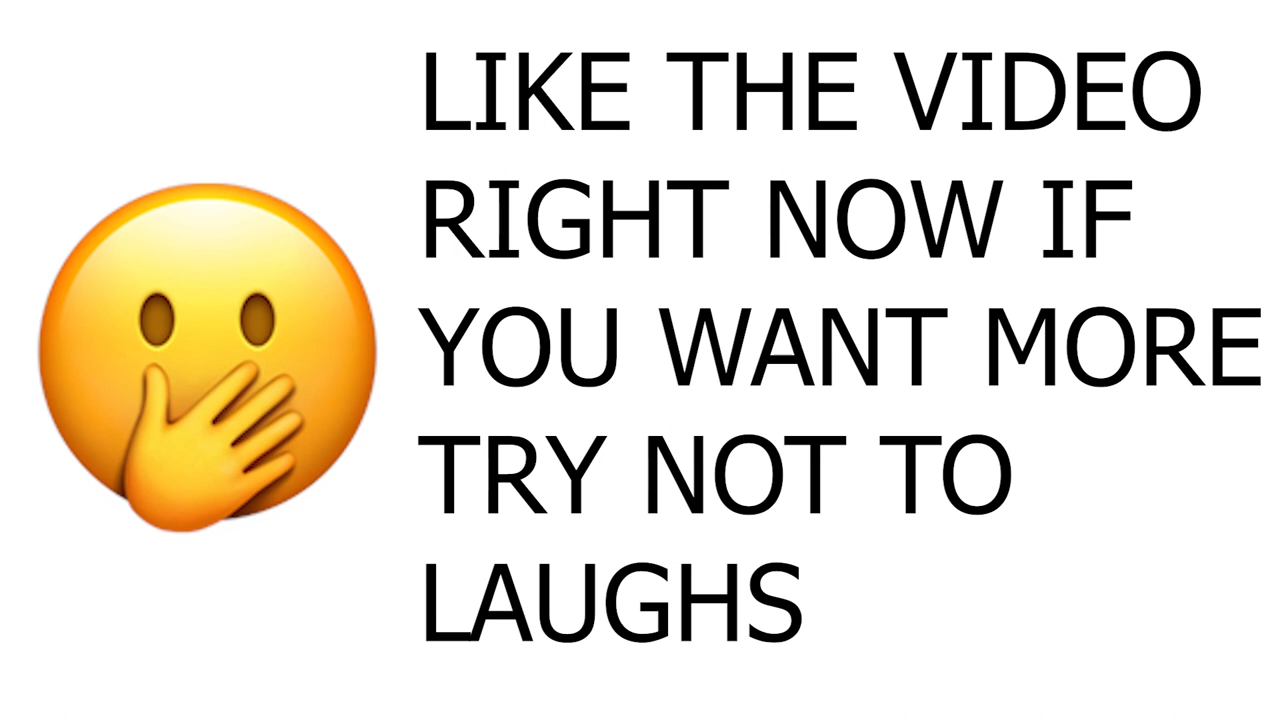 LIKE THE VIDEO
RIGHT NOW IF
YOU WANT MORE
TRY NOT TO
LAUGHS